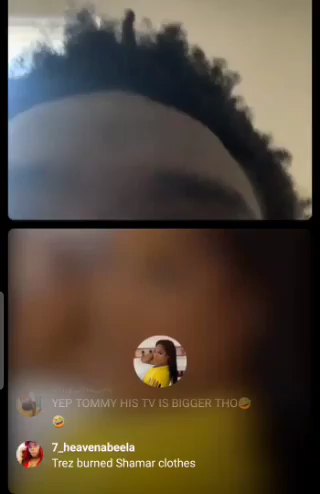 YEP TOMMY HIS TV IS BIGGER THO🤣
🤣
7_heavenabeela
Trez burned Shamar clothes